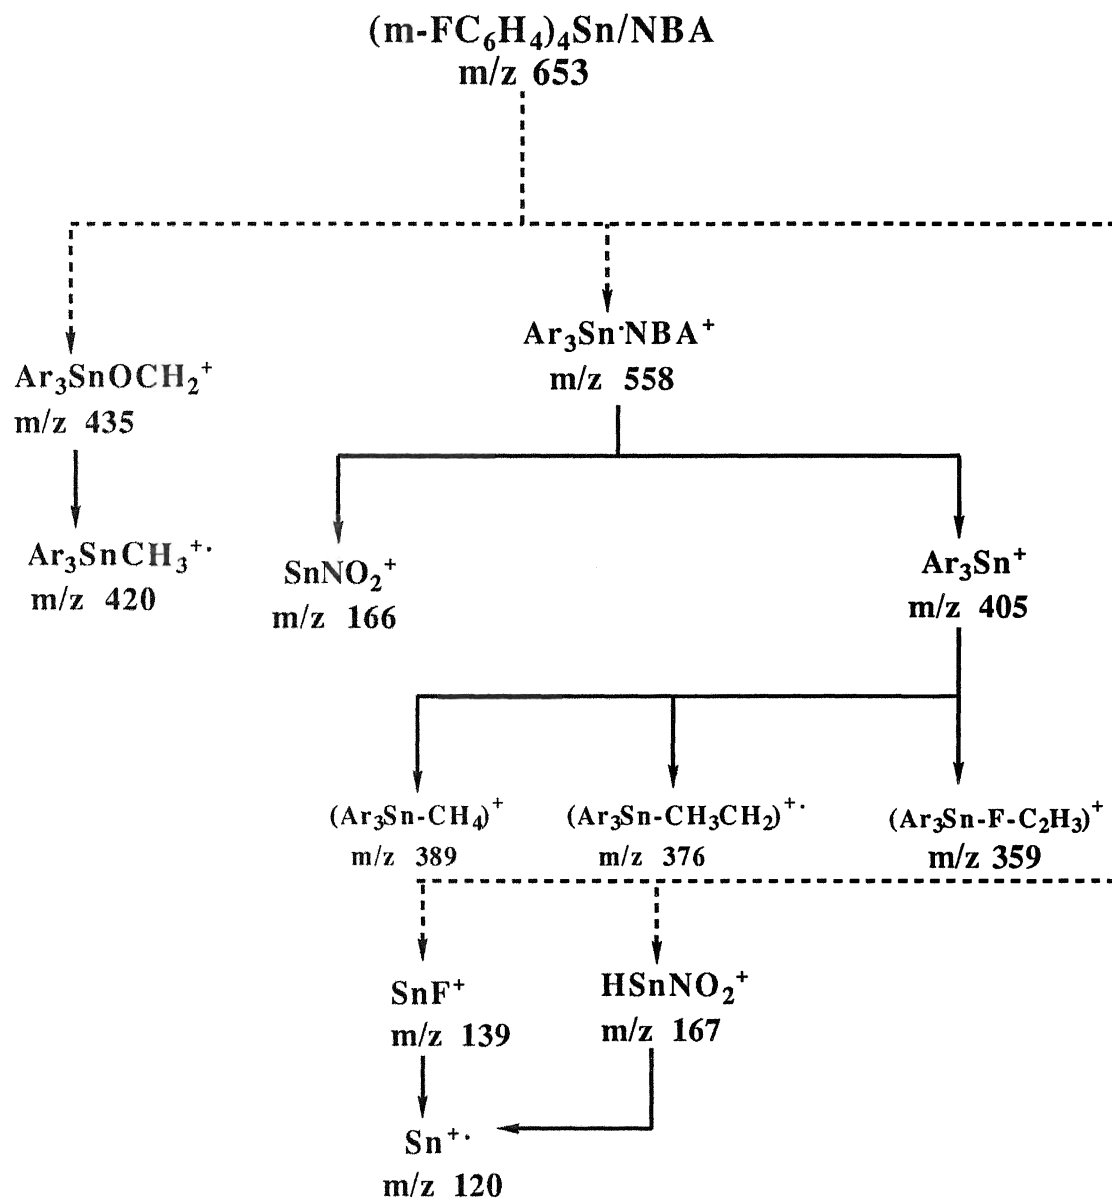 (m-FC₆H₄)₄Sn/NBA
m/z 653
Ar₃Sn·NBA⁺
m/z 558
Ar₃SnOCH₂⁺
m/z 435
Ar₃SnCH₃⁺·
m/z 420
SnNO₂⁺
m/z 166
Ar₃Sn⁺
m/z 405
(Ar₃Sn-CH₄)⁺
m/z 389
(Ar₃Sn-CH₃CH₂)⁺·
m/z 376
(Ar₃Sn-F-C₂H₃)⁺
m/z 359
SnF⁺
m/z 139
HSnNO₂⁺
m/z 167
Sn⁺·
m/z 120